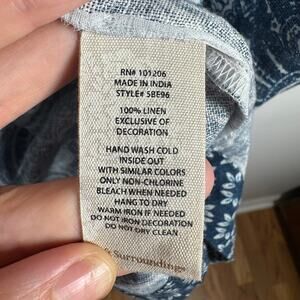 RN# 101206
MADE IN INDIA
STYLE# 5BE96
100% LINEN
EXCLUSIVE OF
DECORATION
HAND WASH COLD
INSIDE OUT
WITH SIMILAR COLORS
ONLY NON-CHLORINE
BLEACH WHEN NEEDED
HANG TO DRY
WARM IRON IF NEEDED
DO NOT IRON DECORATION
DO NOT DRY CLEAN
Surroundings